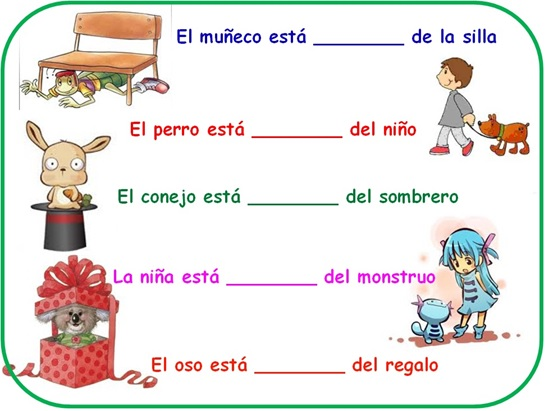 El muñeco está ________ de la silla
El perro está ________ del niño
El conejo está ________ del sombrero
La niña está ________ del monstruo
El oso está ________ del regalo